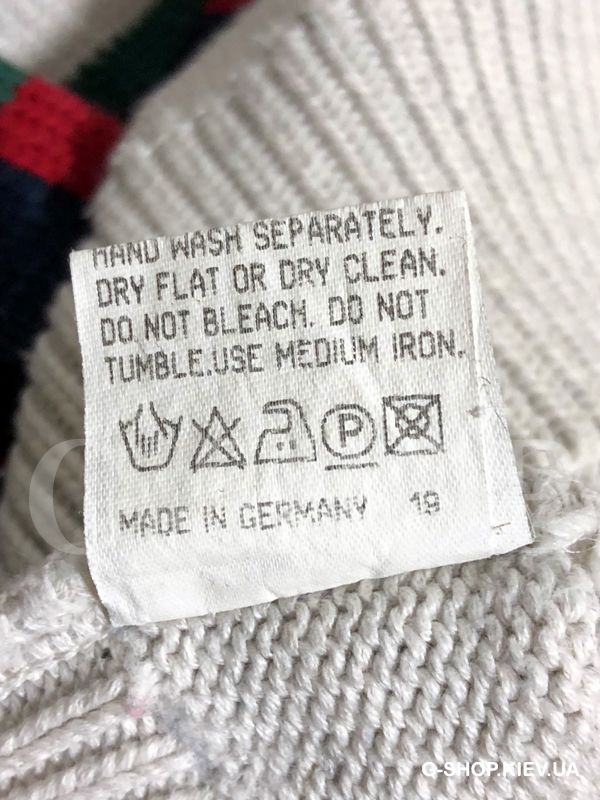 HAND WASH SEPARATELY.
DRY FLAT OR DRY CLEAN.
DO NOT BLEACH. DO NOT
TUMBLE.USE MEDIUM IRON.
P
MADE IN GERMANY 19
O-SHOP.KIEV.UA